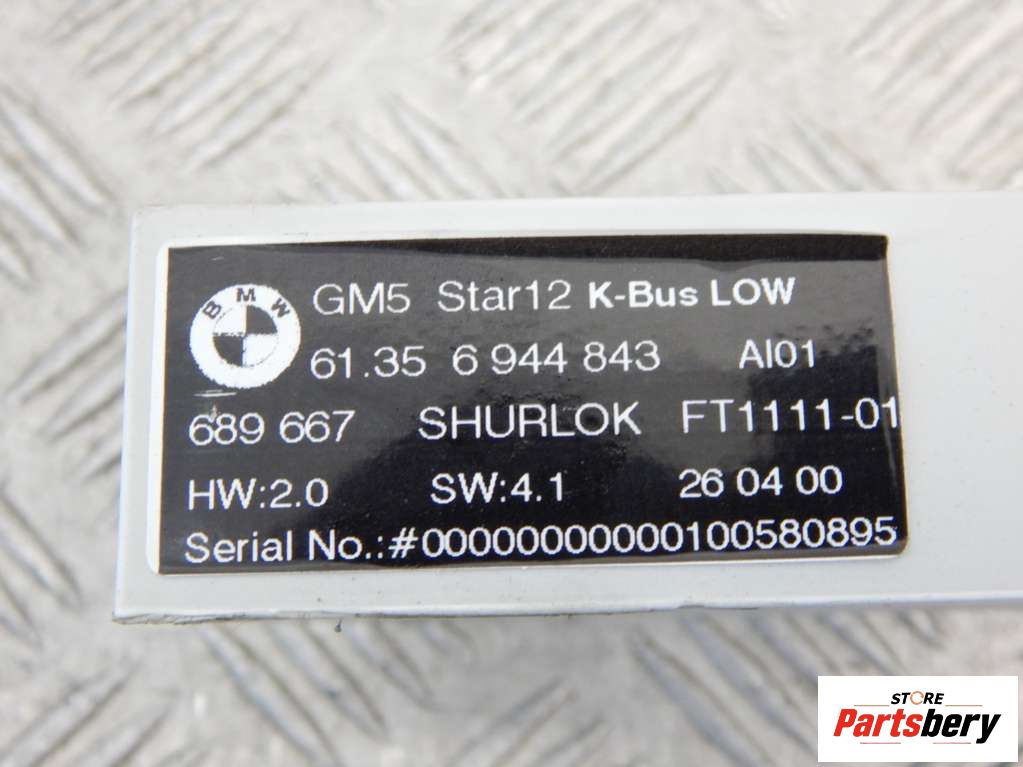 BMW
GM5 Star12 K-Bus LOW
61.35 6 944 843 AI01
689 667 SHURLOK FT1111-01
HW:2.0 SW:4.1 26 04 00
Serial No.:#00000000000100580895
STORE
Partsbery